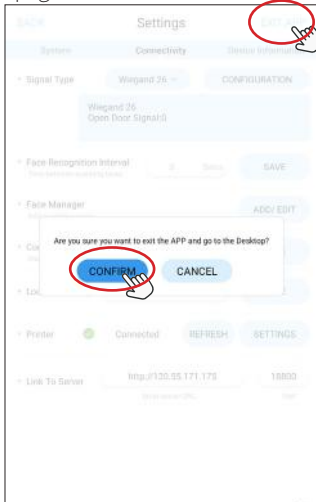 BACK Settings EXIT APP
System Connectivity Device Information
Signal Type Wiegand 26 CONFIGURATION
Wiegand 26
Open Door Signal:0
Face Recognition Interval 0 SAVE
Face Manager ADD/ EDIT
Are you sure you want to exit the APP and go to the Desktop?
CONFIRM CANCEL
Printer Connected REFRESH SETTINGS
Link To Server http://120.55.171.175 18800